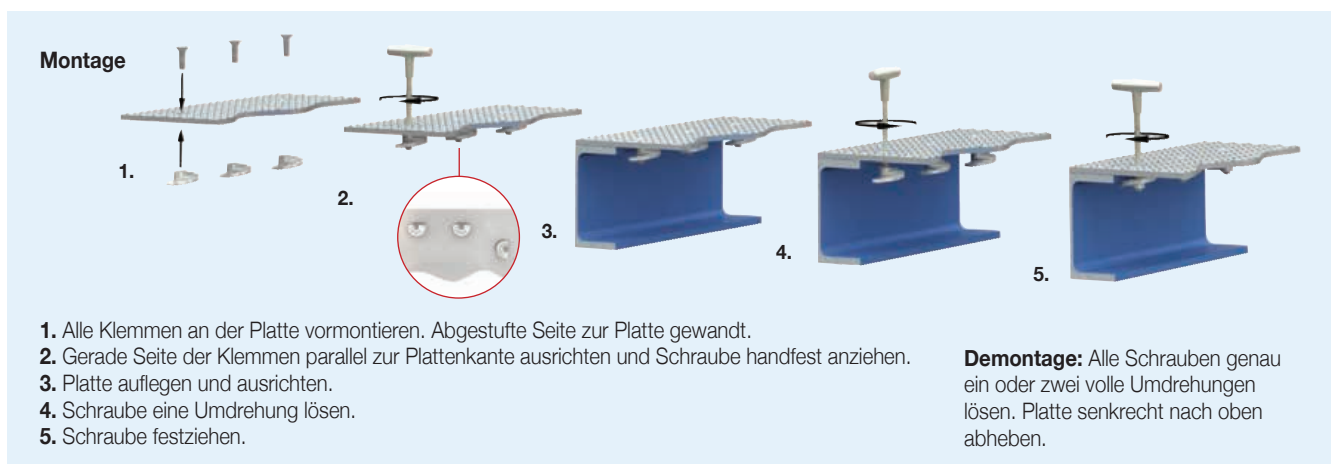 Montage
1.
2.
3.
4.
5.
1. Alle Klemmen an der Platte vormontieren. Abgestufte Seite zur Platte gewandt.
2. Gerade Seite der Klemmen parallel zur Plattenkante ausrichten und Schraube handfest anziehen.
3. Platte auflegen und ausrichten.
4. Schraube eine Umdrehung lösen.
5. Schraube festziehen.
Demontage: Alle Schrauben genau
ein oder zwei volle Umdrehungen
lösen. Platte senkrecht nach oben
abheben.